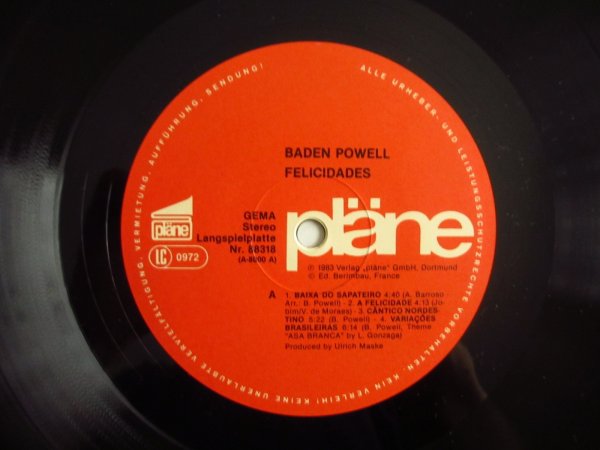 BADEN POWELL
FELICIDADES
pläne
LC 0972
GEMA
Stereo
Langspielplatte
Nr. 88318
(A-8000 A)
pläne
℗ 1983 Verlag „pläne" GmbH, Dortmund
© Ed. Berimbau, France
A
1. BAIXA DO SAPATEIRO 4:40 (A. Barroso -
Arr.: B. Powell) - 2. A FELICIDADE 4:13 (Jo-
bim/V. de Moraes) - 3. CÂNTICO NORDES-
TINO 5:22 (B. Powell) - 4. VARIAÇÕES
BRASILEIRAS 6:14 (B. Powell, Theme
"ASA BRANCA" by L. Gonzaga)
Produced by Ulrich Maske
ALLE URHEBER- UND LEISTUNGSSCHUTZRECHTE VORBEHALTEN. KEIN VERLEIH! KEINE UNERLAUBTE VERVIELFÄLTIGUNG, VERMIETUNG, AUFFÜHRUNG, SENDUNG!